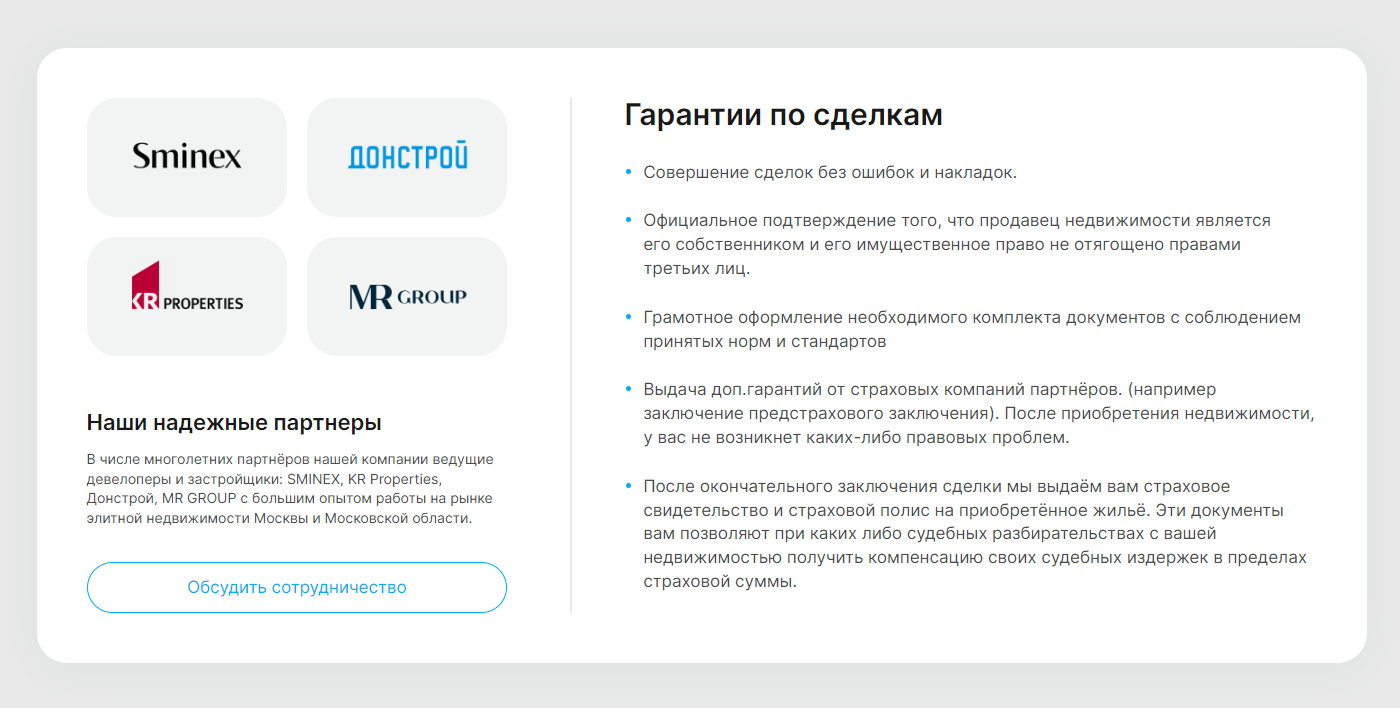 Sminex
ДОНСТРОЙ
KR PROPERTIES
MR GROUP
Наши надежные партнеры
В числе многолетних партнёров нашей компании ведущие
девелоперы и застройщики: SMINEX, KR Properties,
Донстрой, MR GROUP с большим опытом работы на рынке
элитной недвижимости Москвы и Московской области.
Обсудить сотрудничество
Гарантии по сделкам
• Совершение сделок без ошибок и накладок.
• Официальное подтверждение того, что продавец недвижимости является
его собственником и его имущественное право не отягощено правами
третьих лиц.
• Грамотное оформление необходимого комплекта документов с соблюдением
принятых норм и стандартов
• Выдача доп.гарантий от страховых компаний партнёров. (например
заключение предстрахового заключения). После приобретения недвижимости,
у вас не возникнет каких-либо правовых проблем.
• После окончательного заключения сделки мы выдаём вам страховое
свидетельство и страховой полис на приобретённое жильё. Эти документы
вам позволяют при каких либо судебных разбирательствах с вашей
недвижимостью получить компенсацию своих судебных издержек в пределах
страховой суммы.